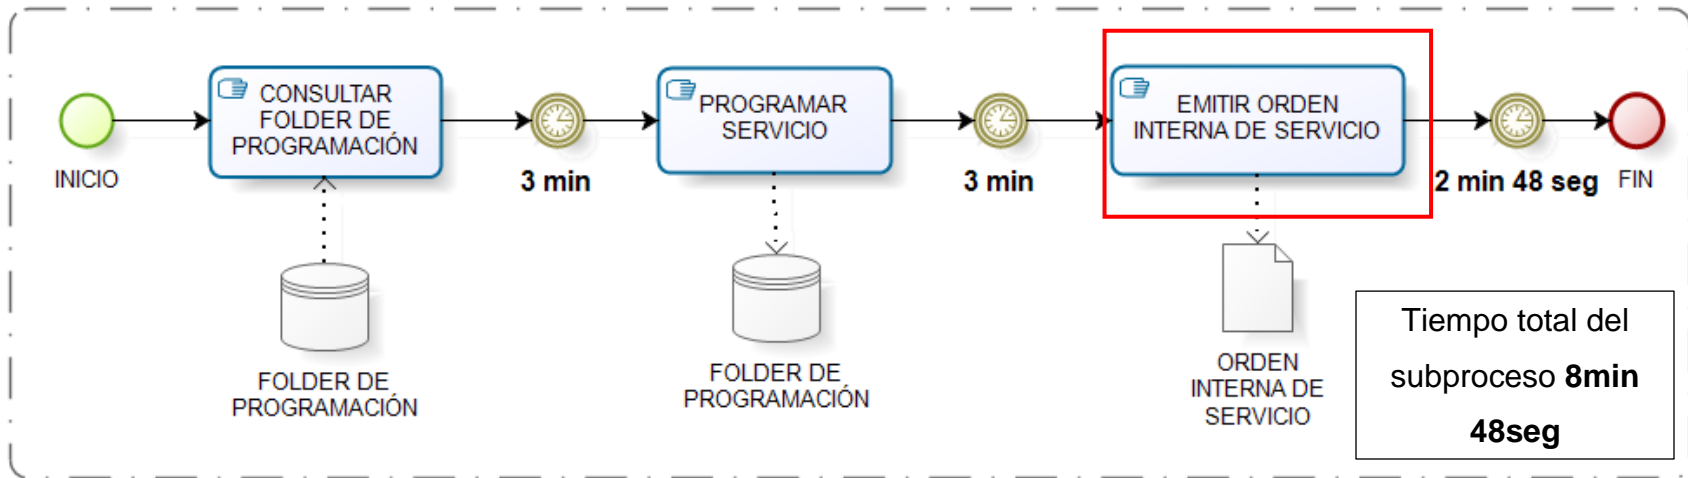 INICIO
CONSULTAR
FOLDER DE
PROGRAMACIÓN
3 min
PROGRAMAR
SERVICIO
3 min
EMITIR ORDEN
INTERNA DE SERVICIO
2 min 48 seg
FIN
FOLDER DE
PROGRAMACIÓN
FOLDER DE
PROGRAMACIÓN
ORDEN
INTERNA DE
SERVICIO
Tiempo total del
subproceso 8min
48seg